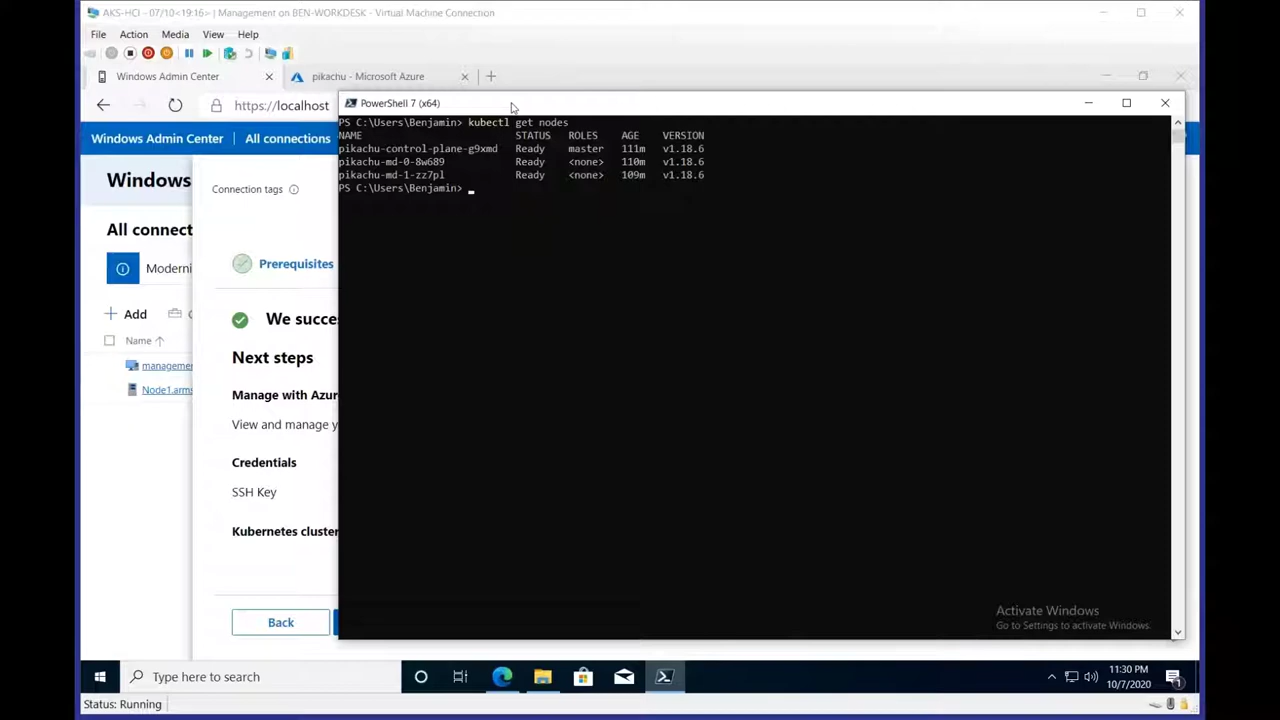 AKS-HCI - 07/10<19:16> | Management on BEN-WORKDESK - Virtual Machine Connection
File Action Media View Help
Windows Admin Center pikachu - Microsoft Azure
https://localhost
PowerShell 7 (x64)
PS C:\Users\Benjamin> kubectl get nodes
NAME STATUS ROLES AGE VERSION
pikachu-control-plane-g9xmd Ready master 111m v1.18.6
pikachu-md-0-8w689 Ready <none> 110m v1.18.6
pikachu-md-1-zz7pl Ready <none> 109m v1.18.6
PS C:\Users\Benjamin>
Windows Admin Center All connections
Windows
All connect
Moderni
Add
Name
manageme
Node1.arms
Connection tags
Prerequisites
We succes
Next steps
Manage with Azur
View and manage y
Credentials
SSH Key
Kubernetes cluster
Back
Activate Windows
Go to Settings to activate Windows.
Type here to search
11:30 PM
10/7/2020
1
Status: Running